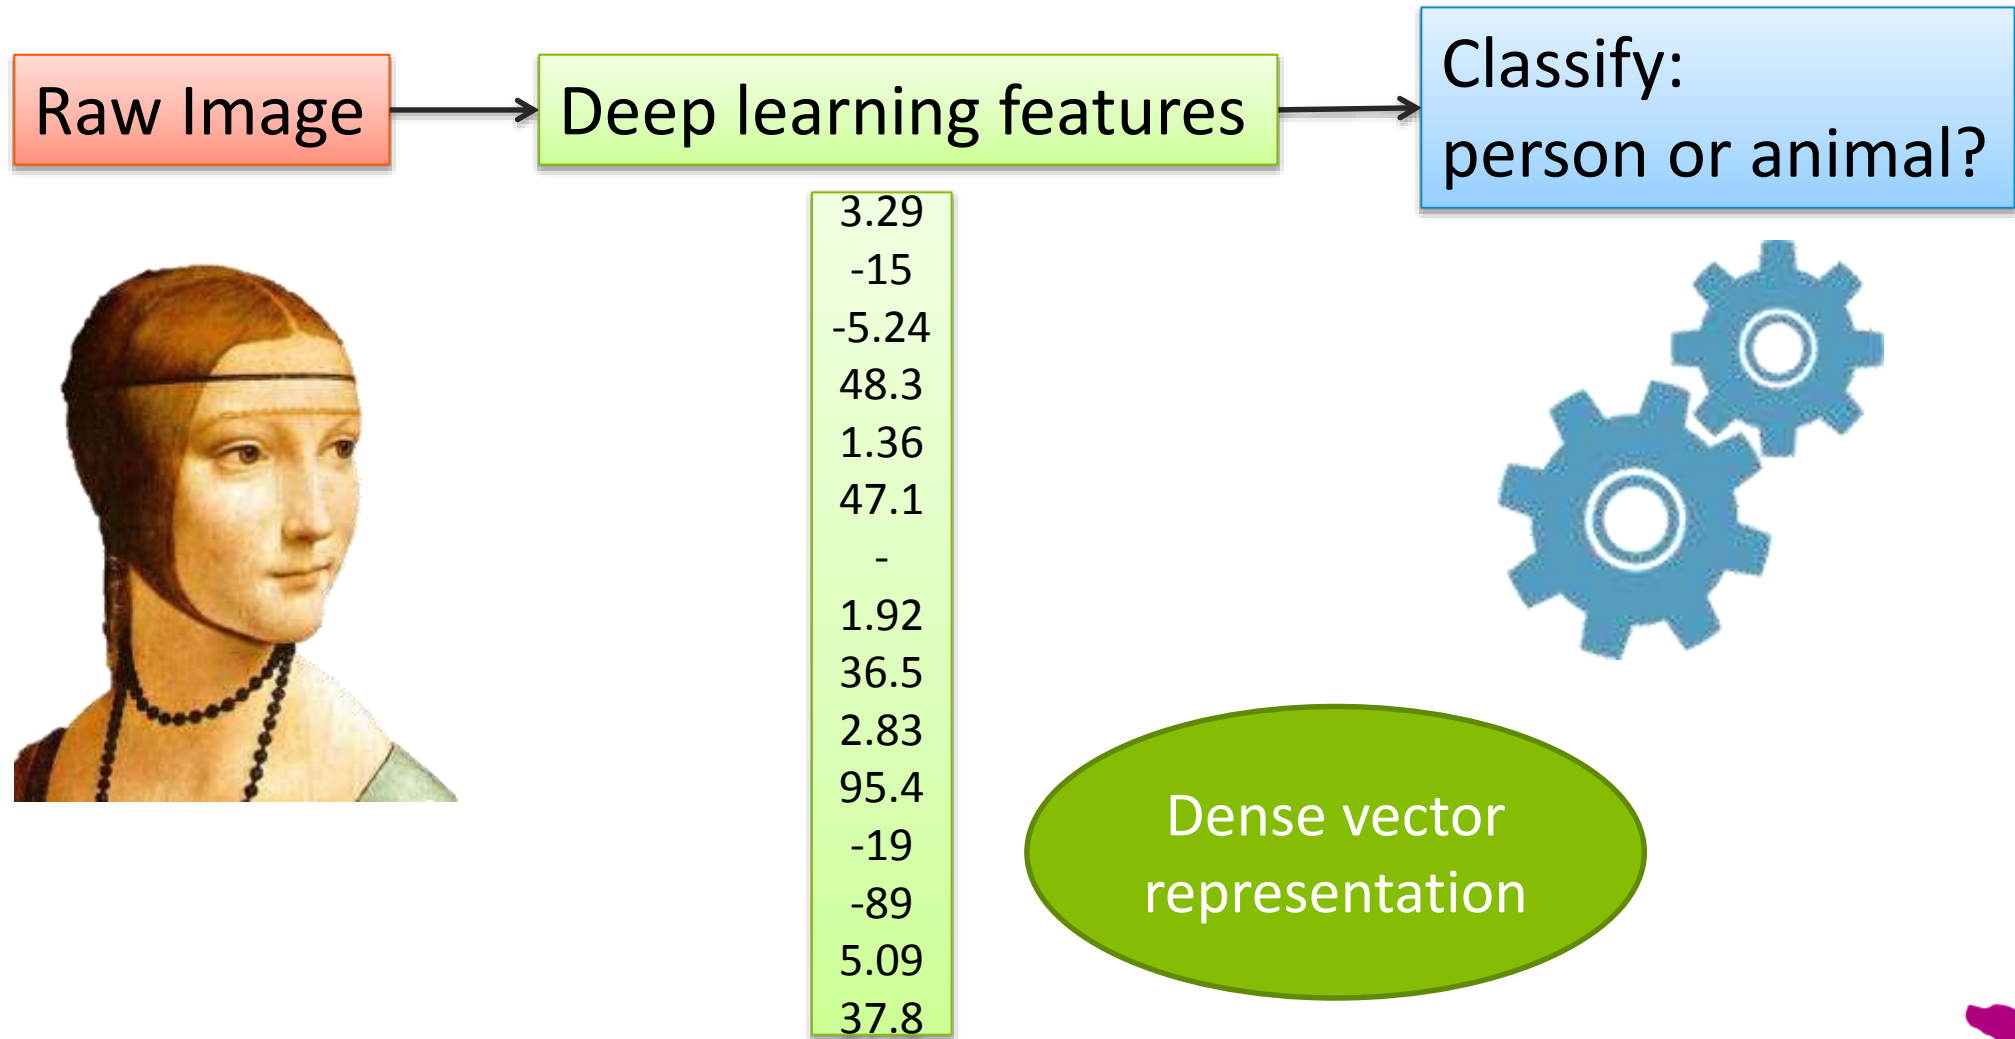 Raw Image
Deep learning features
Classify:
person or animal?
3.29
-15
-5.24
48.3
1.36
47.1
-
1.92
36.5
2.83
95.4
-19
-89
5.09
37.8
Dense vector
representation